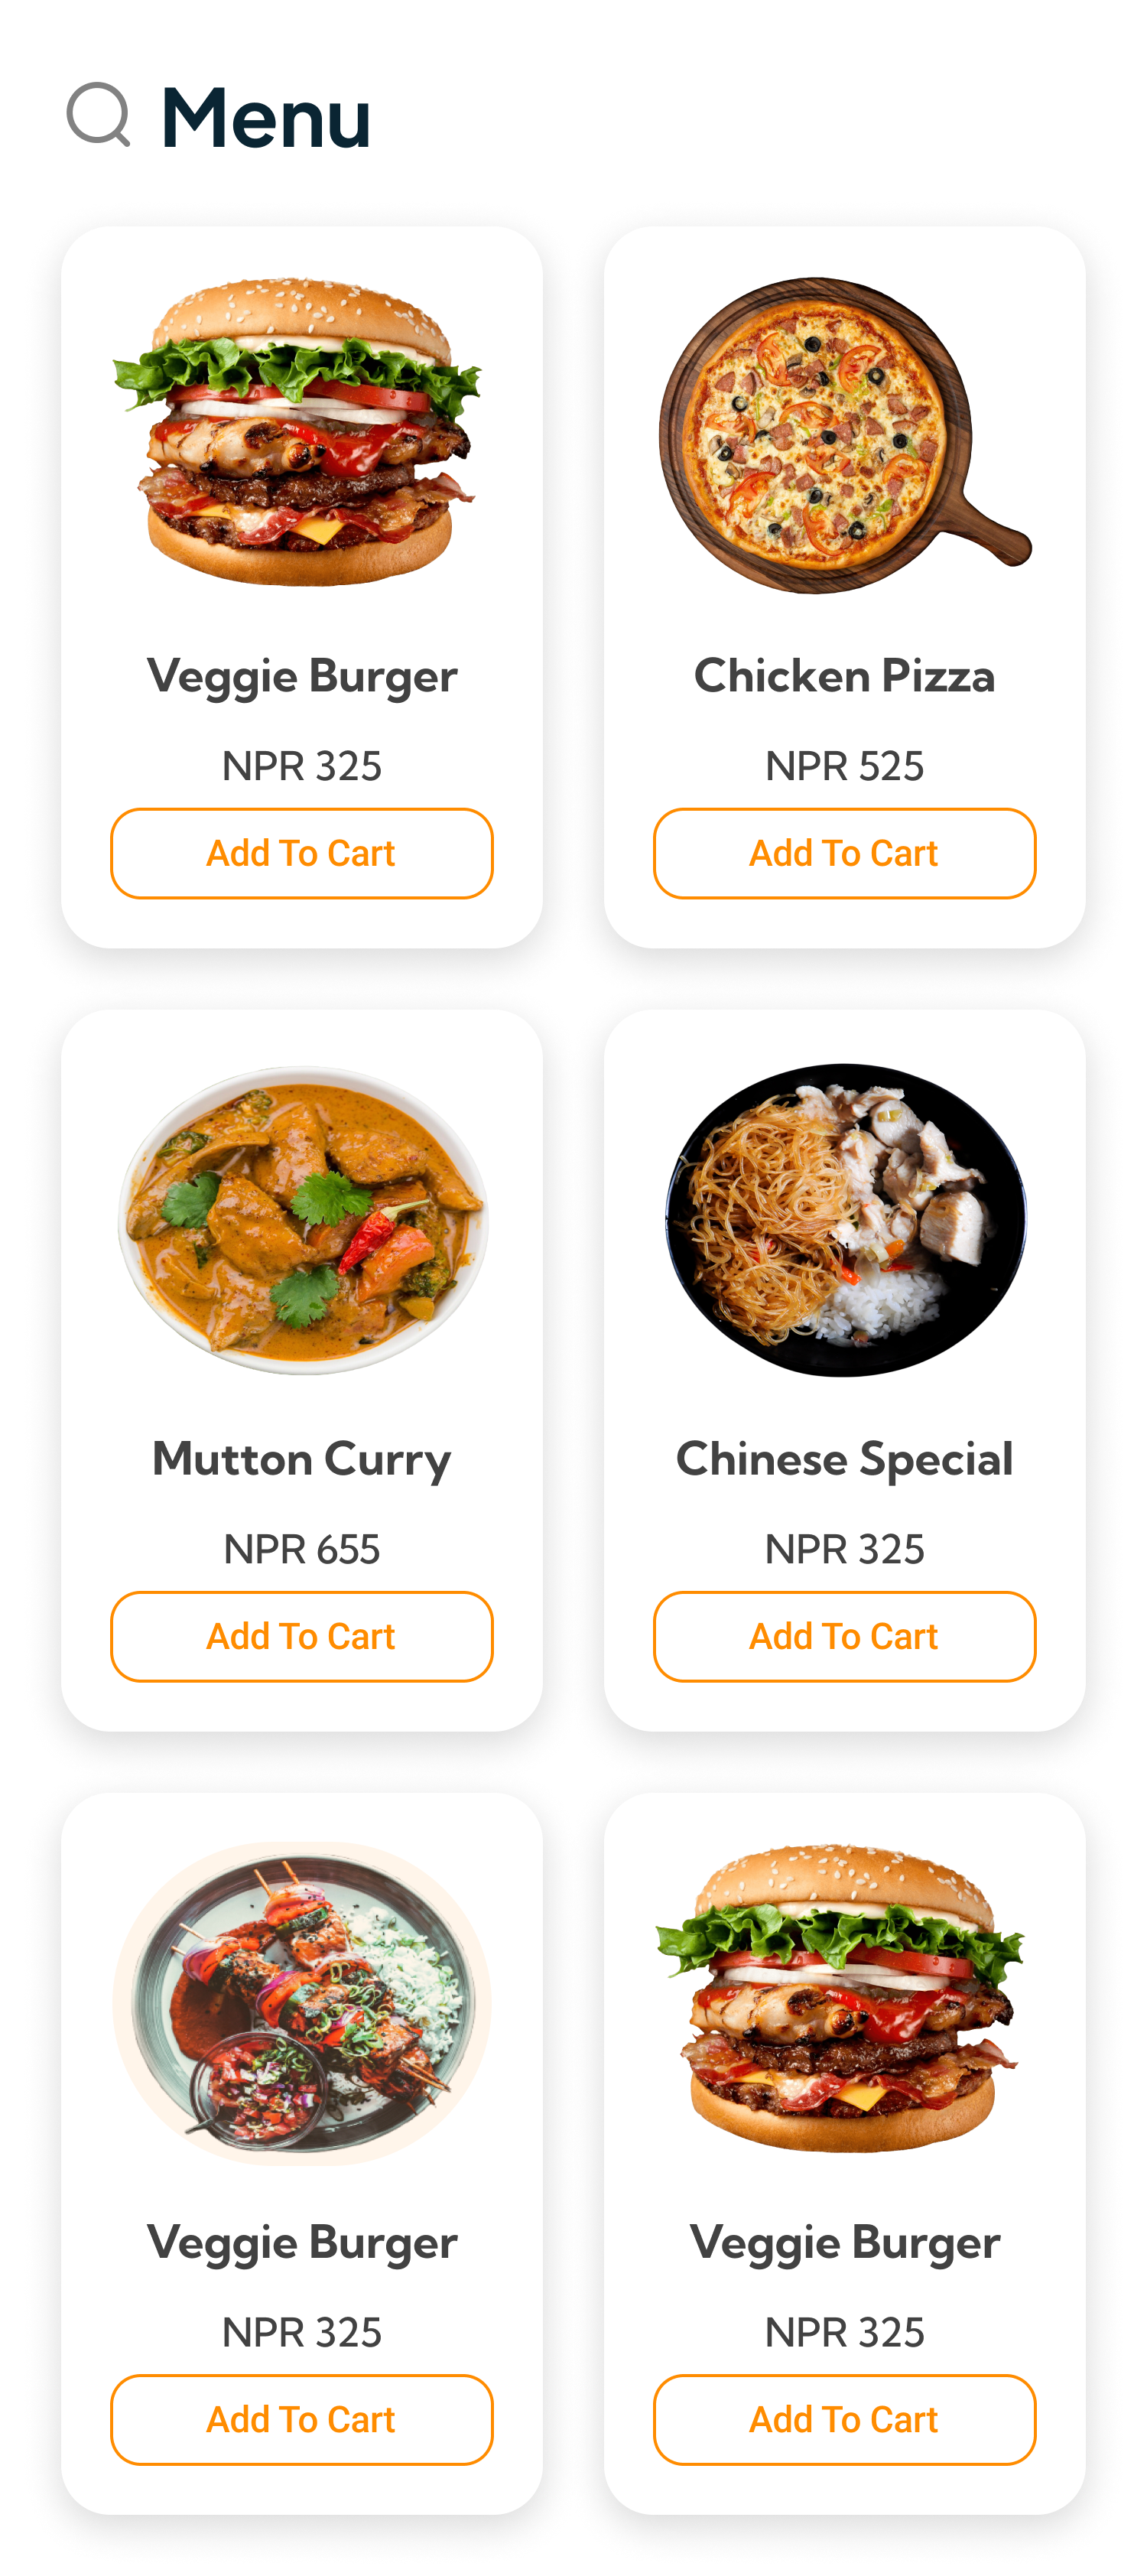 Menu
Veggie Burger
NPR 325
Add To Cart
Chicken Pizza
NPR 525
Add To Cart
Mutton Curry
NPR 655
Add To Cart
Chinese Special
NPR 325
Add To Cart
Veggie Burger
NPR 325
Add To Cart
Veggie Burger
NPR 325
Add To Cart